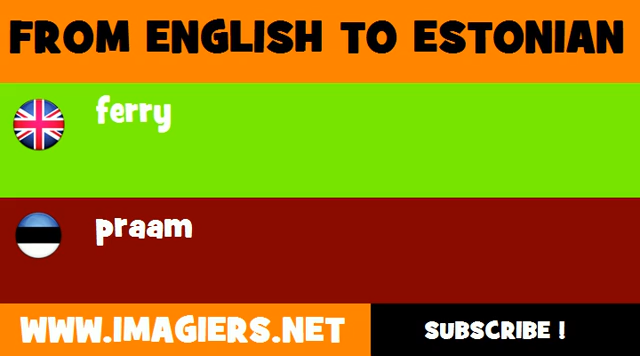 FROM ENGLISH TO ESTONIAN
ferry
praam
WWW.IMAGIERS.NET
SUBSCRIBE !